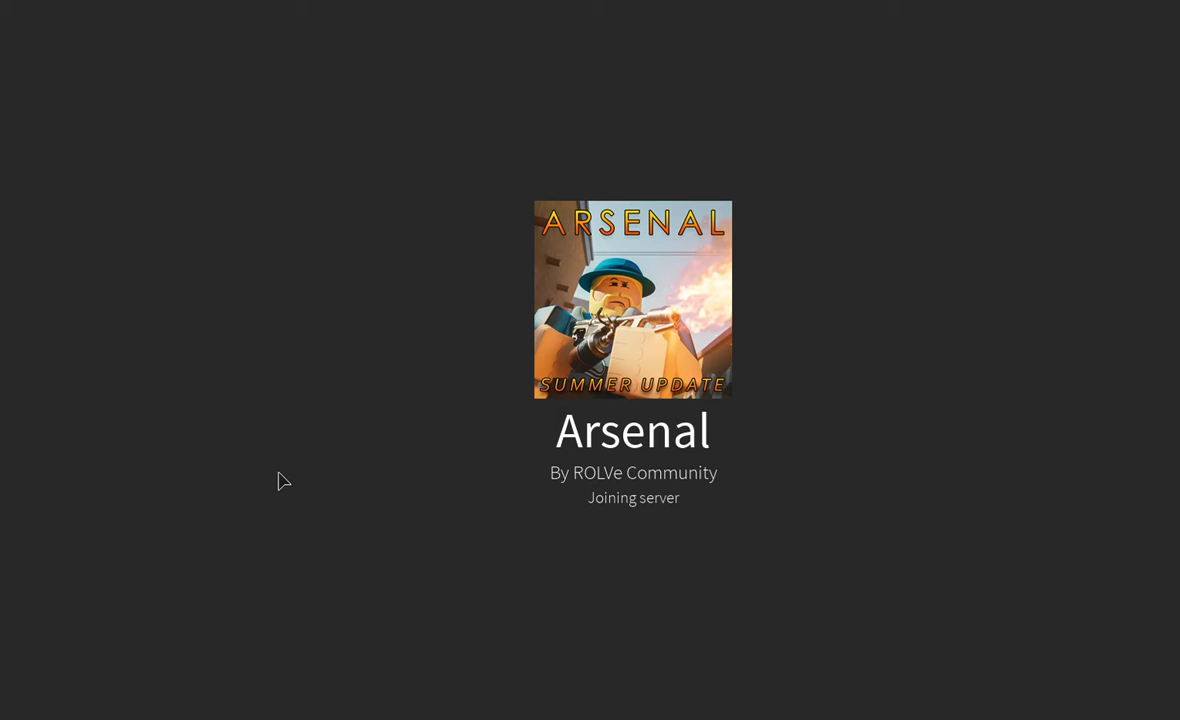 ARSENAL
SUMMER UPDATE
Arsenal
By ROLVe Community
Joining server